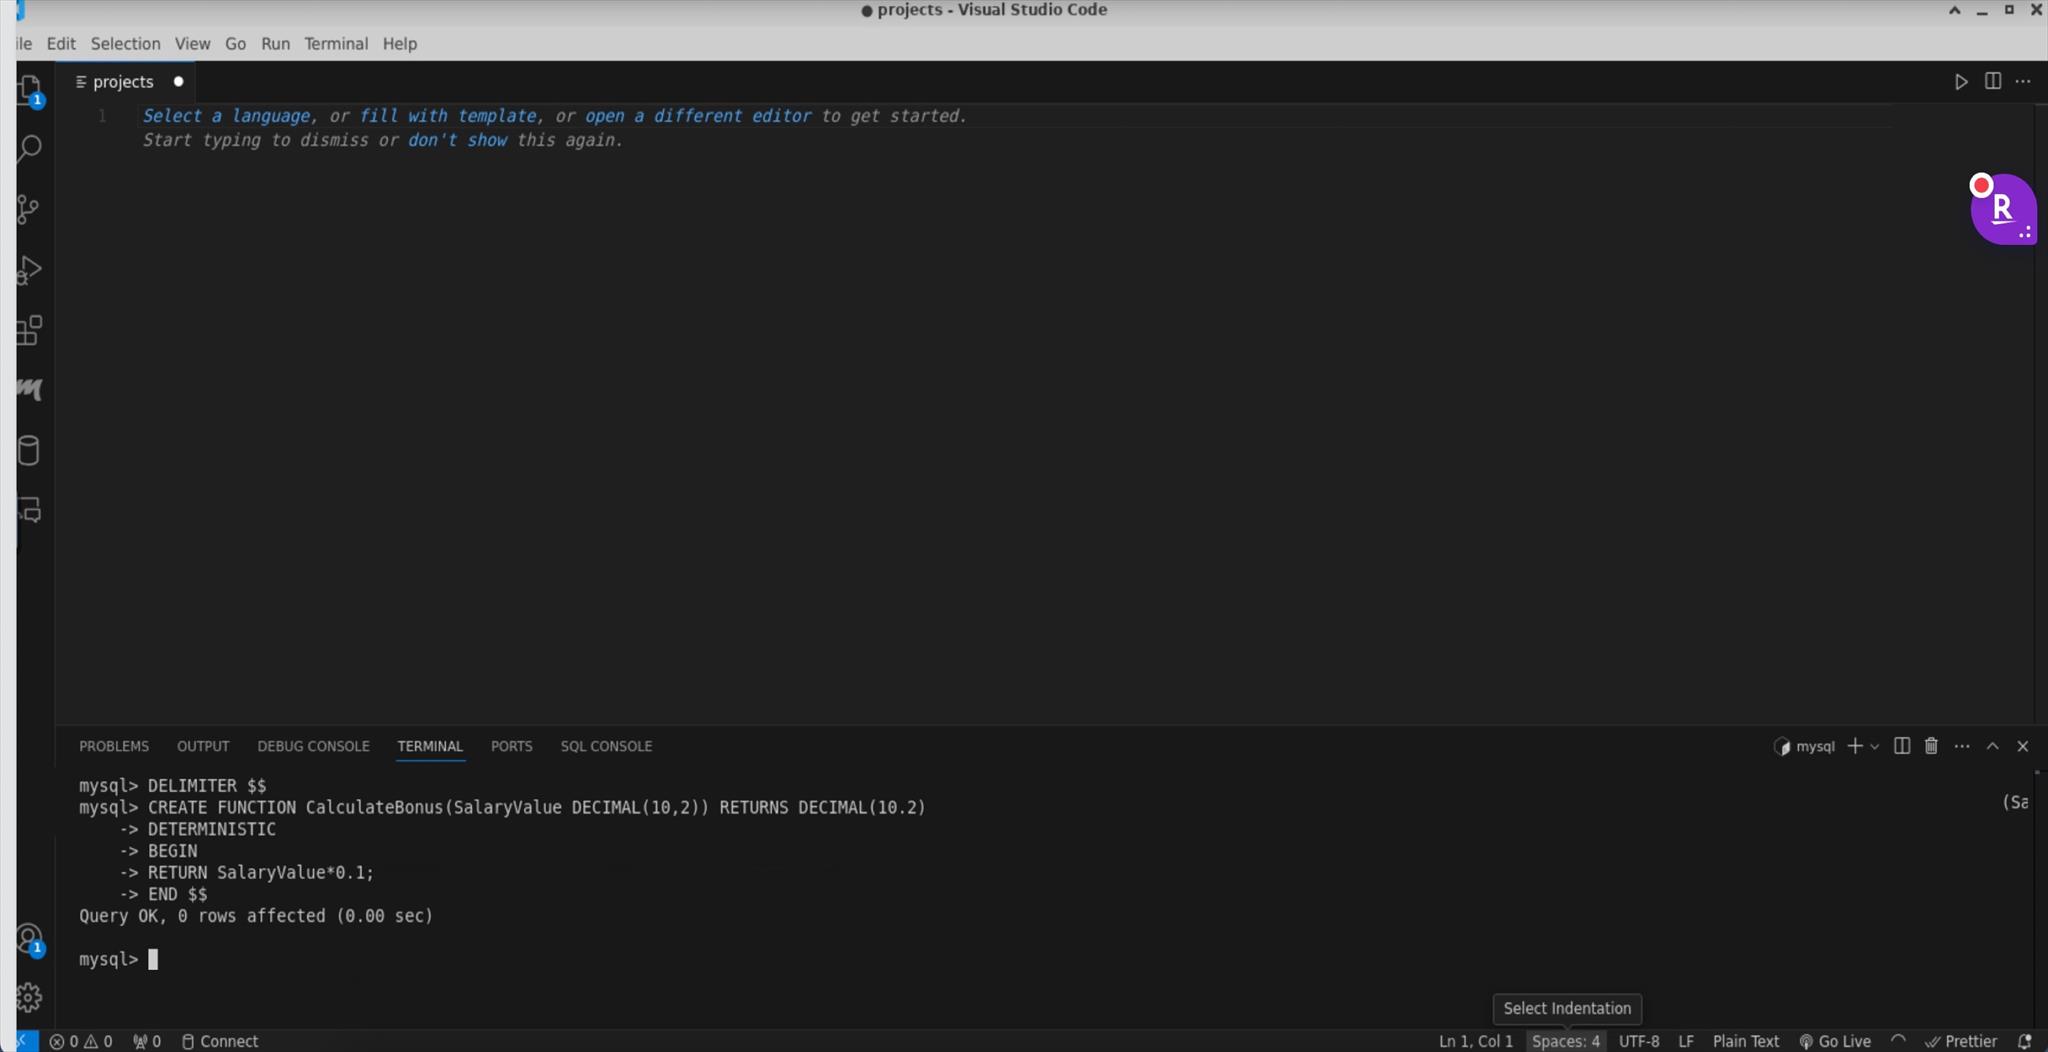 ● projects - Visual Studio Code
ile Edit Selection View Go Run Terminal Help
projects
1
1 Select a language, or fill with template, or open a different editor to get started.
Start typing to dismiss or don't show this again.
R
PROBLEMS OUTPUT DEBUG CONSOLE TERMINAL PORTS SQL CONSOLE mysql
mysql> DELIMITER $$
mysql> CREATE FUNCTION CalculateBonus(SalaryValue DECIMAL(10,2)) RETURNS DECIMAL(10.2) (Sa
-> DETERMINISTIC
-> BEGIN
-> RETURN SalaryValue*0.1;
-> END $$
Query OK, 0 rows affected (0.00 sec)
mysql>
1
Select Indentation
0 0 0 Connect Ln 1, Col 1 Spaces: 4 UTF-8 LF Plain Text Go Live Prettier